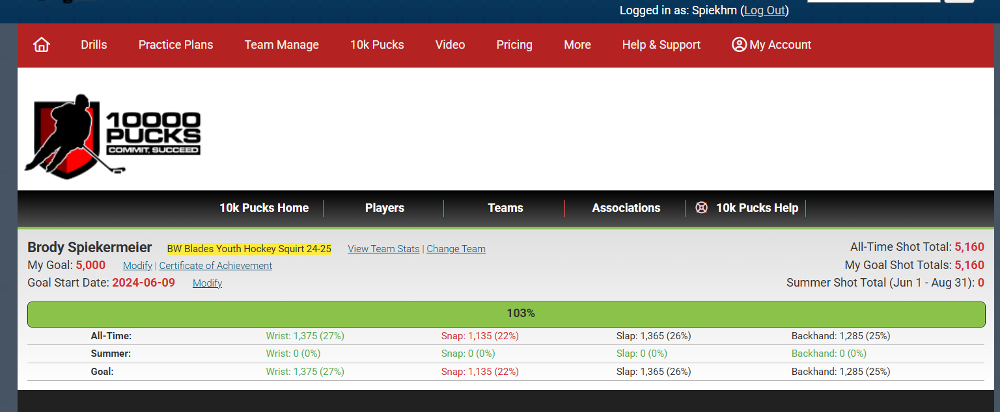 Logged in as: Spiekhm (Log Out)
Drills Practice Plans Team Manage 10k Pucks Video Pricing More Help & Support My Account
10000
PUCKS
COMMIT, SUCCEED
10k Pucks Home Players Teams Associations 10k Pucks Help
Brody Spiekermeier BW Blades Youth Hockey Squirt 24-25 View Team Stats | Change Team
All-Time Shot Total: 5,160
My Goal: 5,000 Modify | Certificate of Achievement
My Goal Shot Totals: 5,160
Goal Start Date: 2024-06-09 Modify
Summer Shot Total (Jun 1 - Aug 31): 0
103%
All-Time: Wrist: 1,375 (27%) Snap: 1,135 (22%) Slap: 1,365 (26%) Backhand: 1,285 (25%)
Summer: Wrist: 0 (0%) Snap: 0 (0%) Slap: 0 (0%) Backhand: 0 (0%)
Goal: Wrist: 1,375 (27%) Snap: 1,135 (22%) Slap: 1,365 (26%) Backhand: 1,285 (25%)